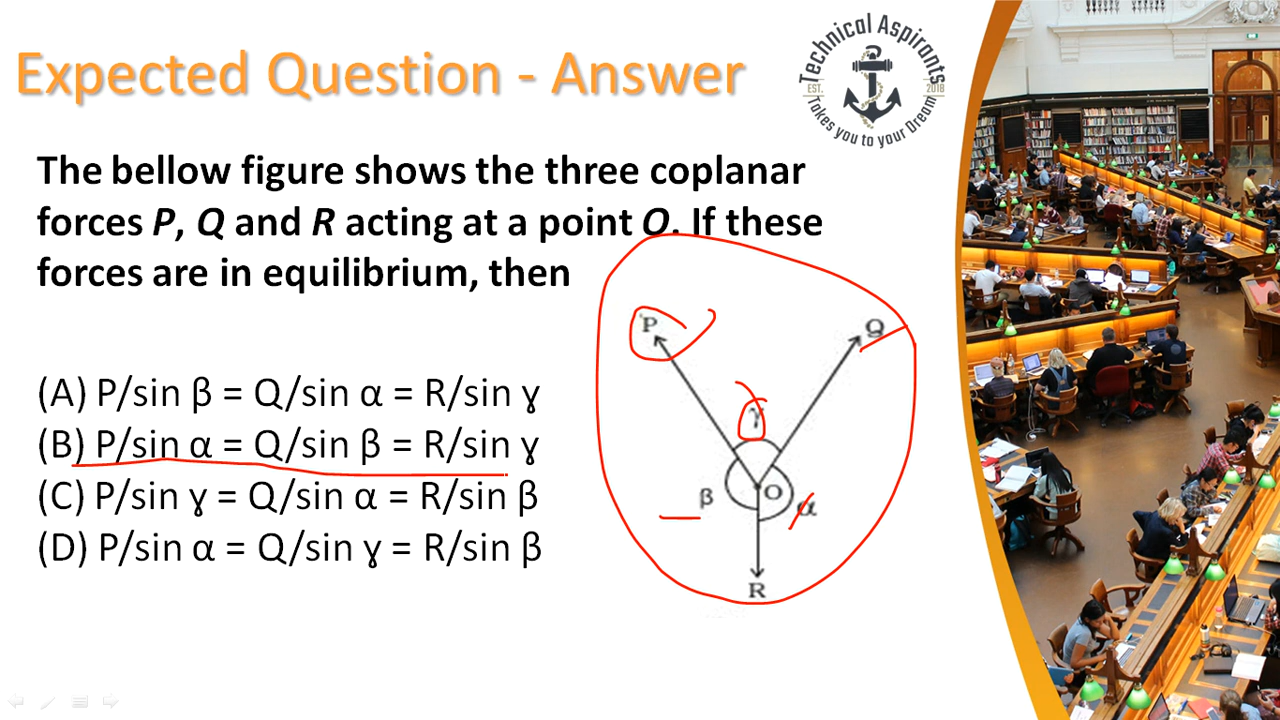 Expected Question - Answer
Technical Aspirants
EST. 2018
Takes you to your Dream
The bellow figure shows the three coplanar
forces P, Q and R acting at a point O. If these
forces are in equilibrium, then
(A) P/sin β = Q/sin α = R/sin ɣ
(B) P/sin α = Q/sin β = R/sin ɣ
(C) P/sin ɣ = Q/sin α = R/sin β
(D) P/sin α = Q/sin ɣ = R/sin β
P
Q
γ
β
O
α
R